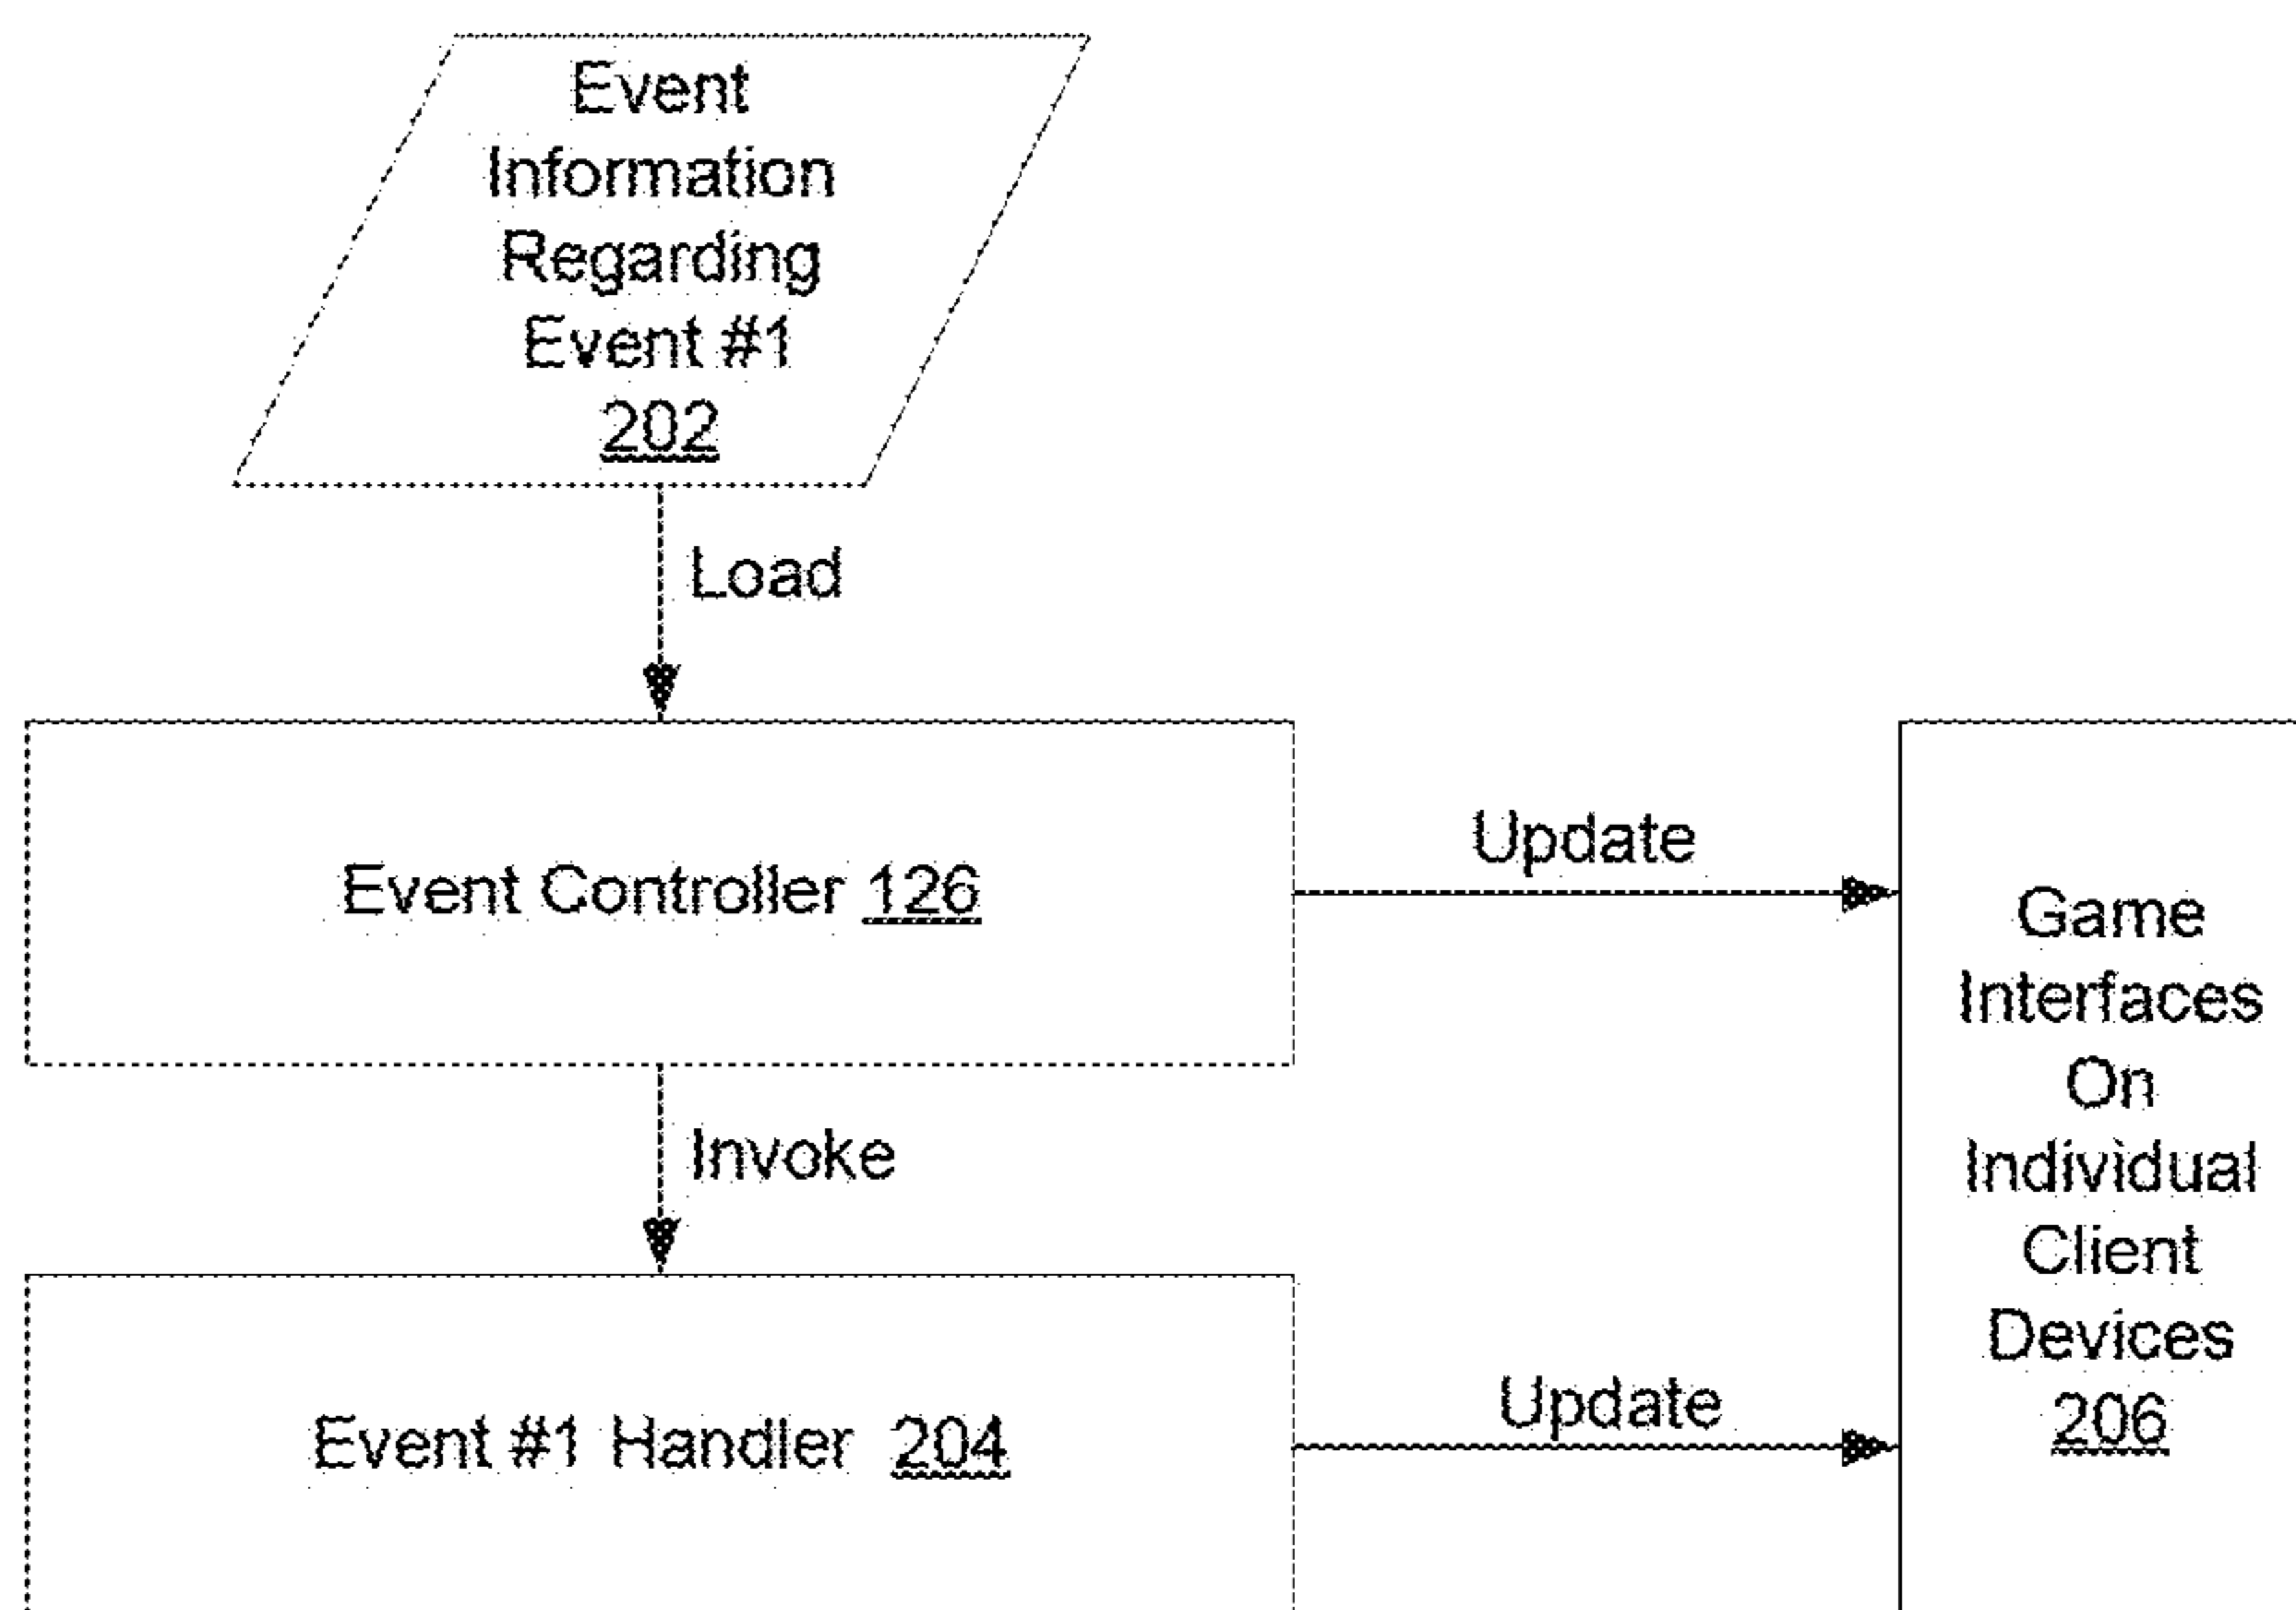 Event
Information
Regarding
Event #1
202
Load
Event Controller 126
Update
Invoke
Event #1 Handler 204
Update
Game
Interfaces
On
Individual
Client
Devices
206